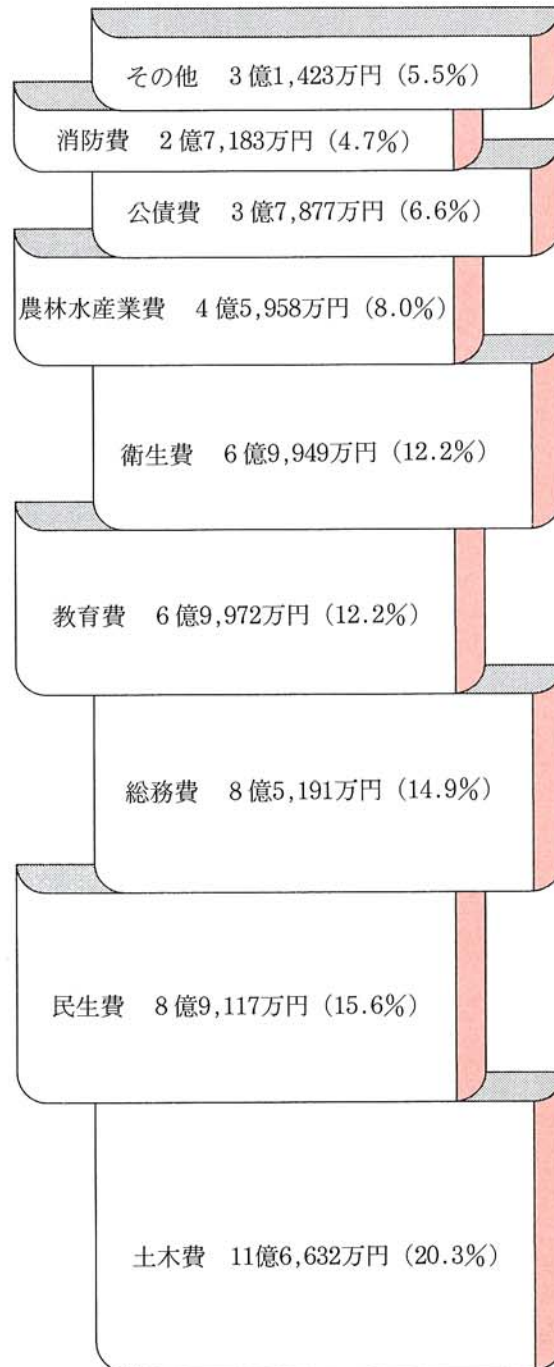 その他 3億1,423万円 (5.5%)
消防費 2億7,183万円 (4.7%)
公債費 3億7,877万円 (6.6%)
農林水産業費 4億5,958万円 (8.0%)
衛生費 6億9,949万円 (12.2%)
教育費 6億9,972万円 (12.2%)
総務費 8億5,191万円 (14.9%)
民生費 8億9,117万円 (15.6%)
土木費 11億6,632万円 (20.3%)